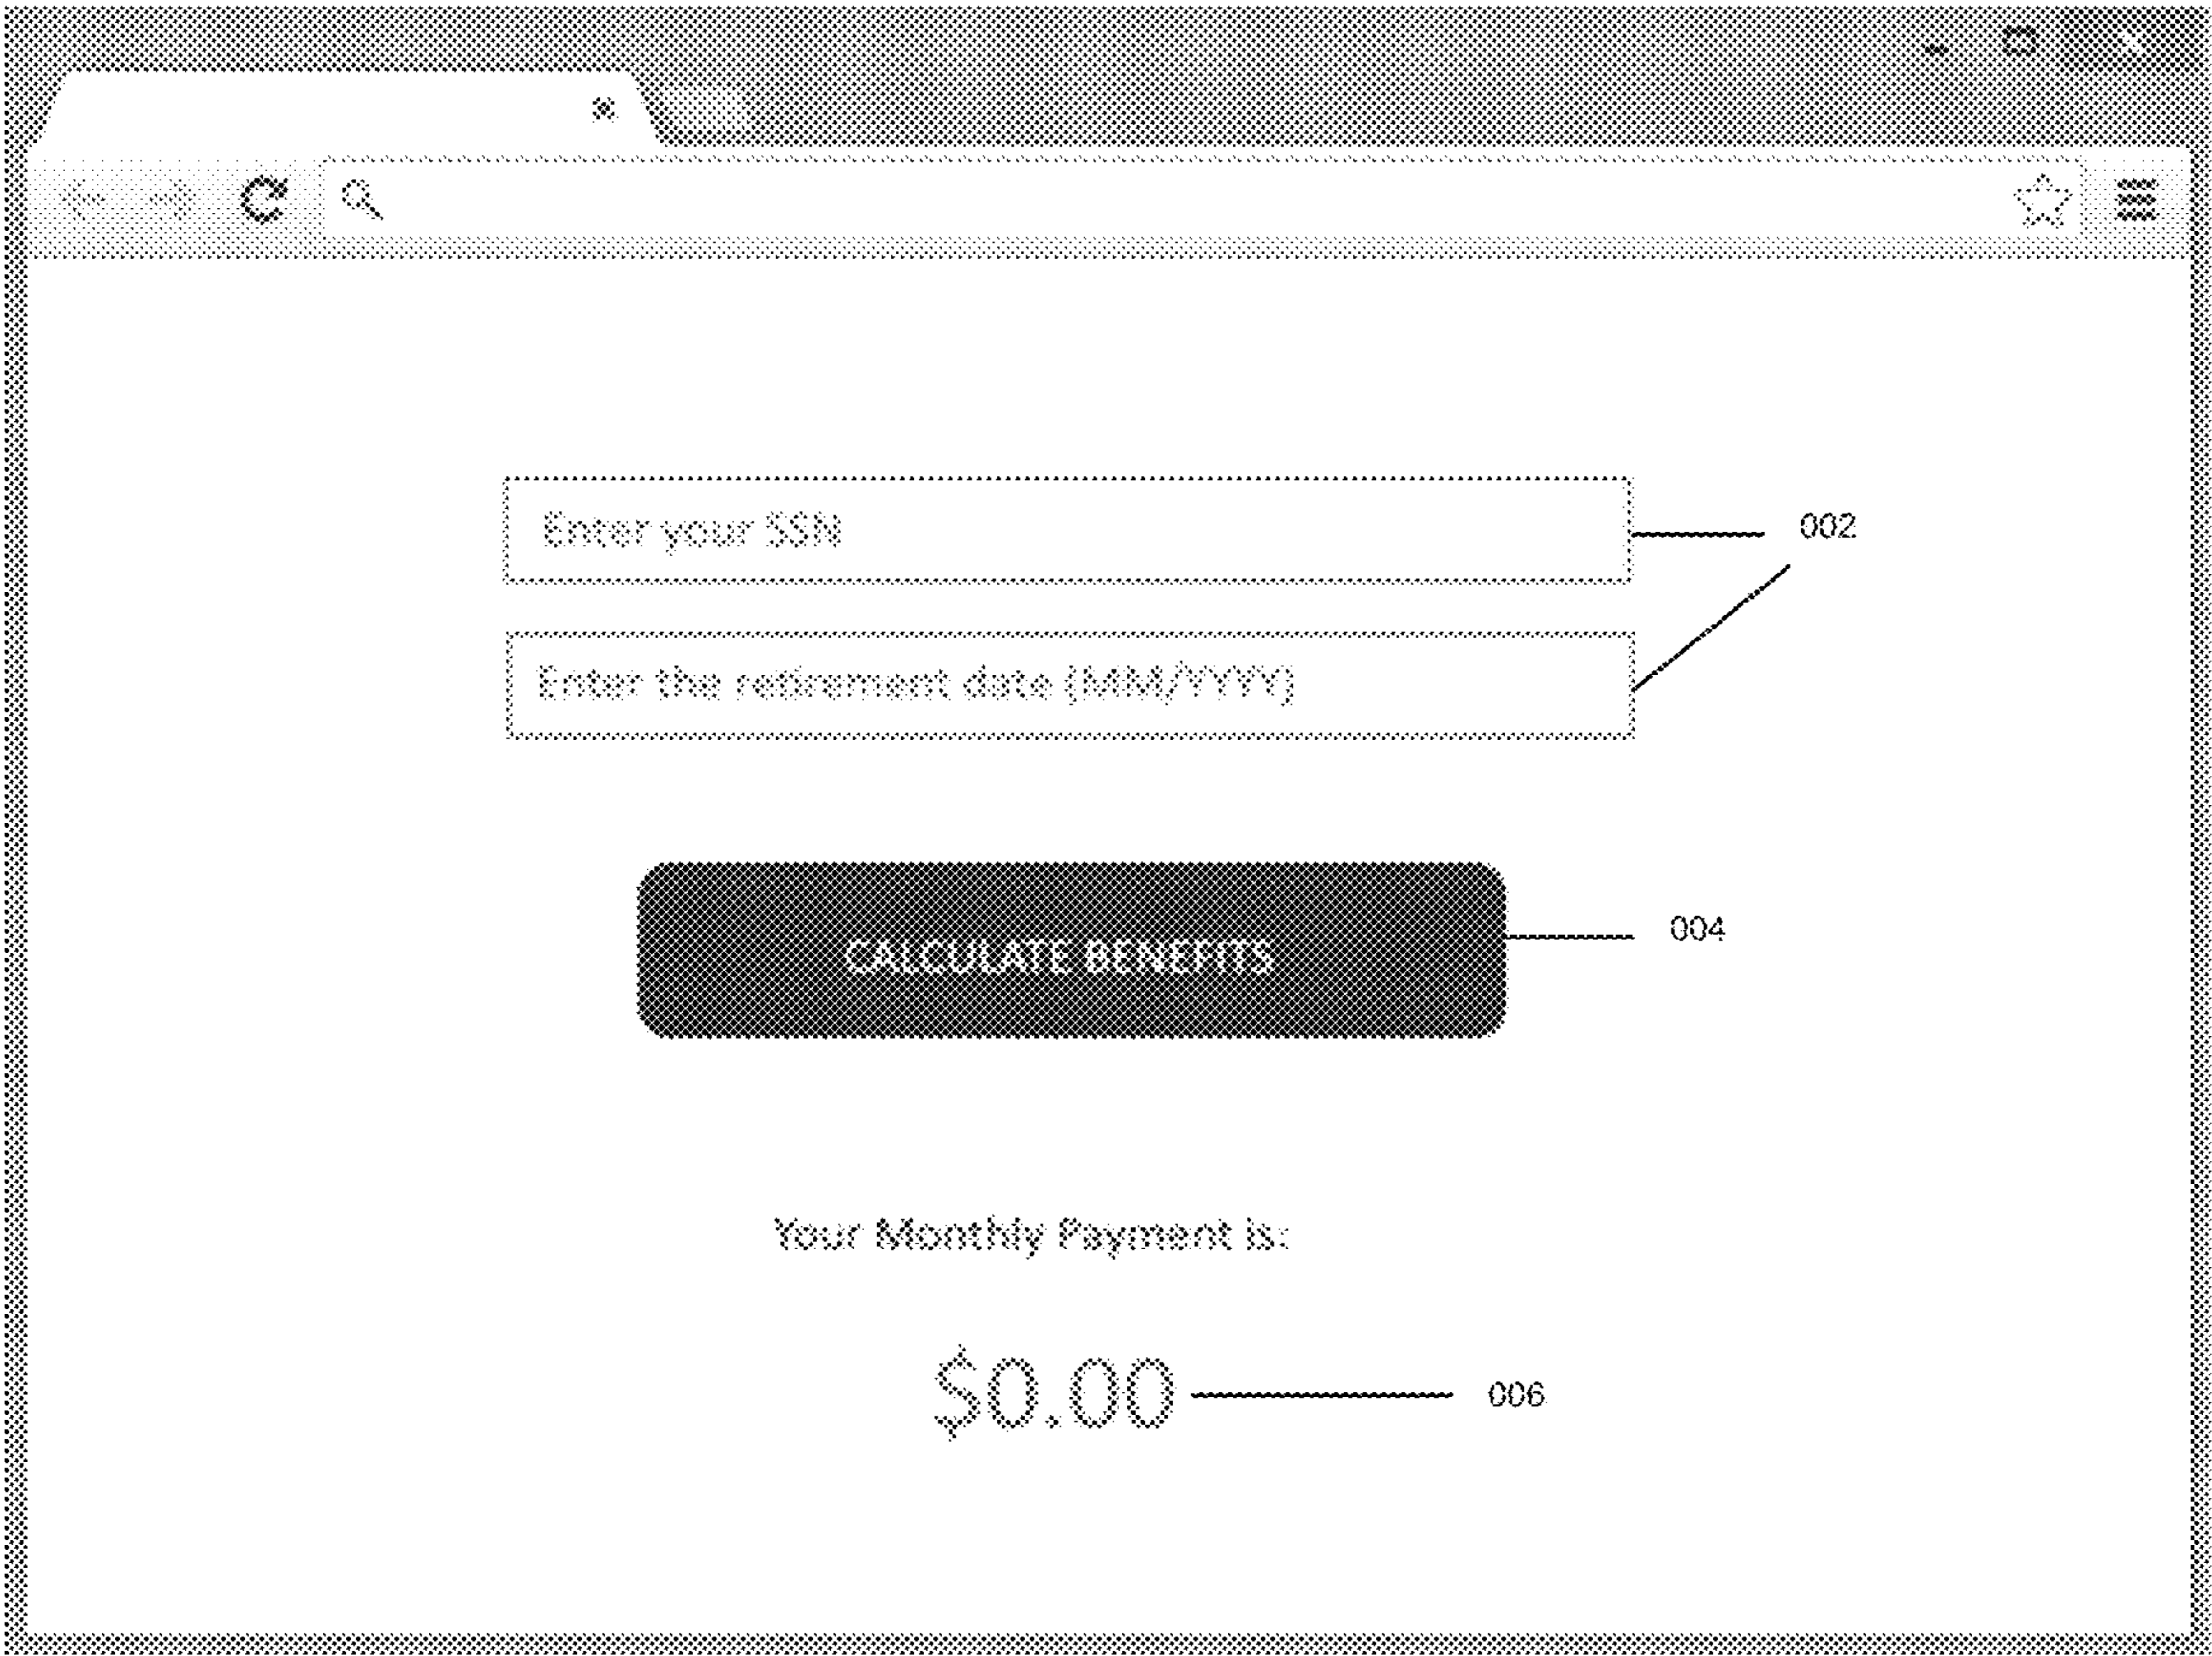 Enter your SSN
002
Enter the retirement date (MM/YYYY)
CALCULATE BENEFITS
004
Your Monthly Payment is:
$0.00
006